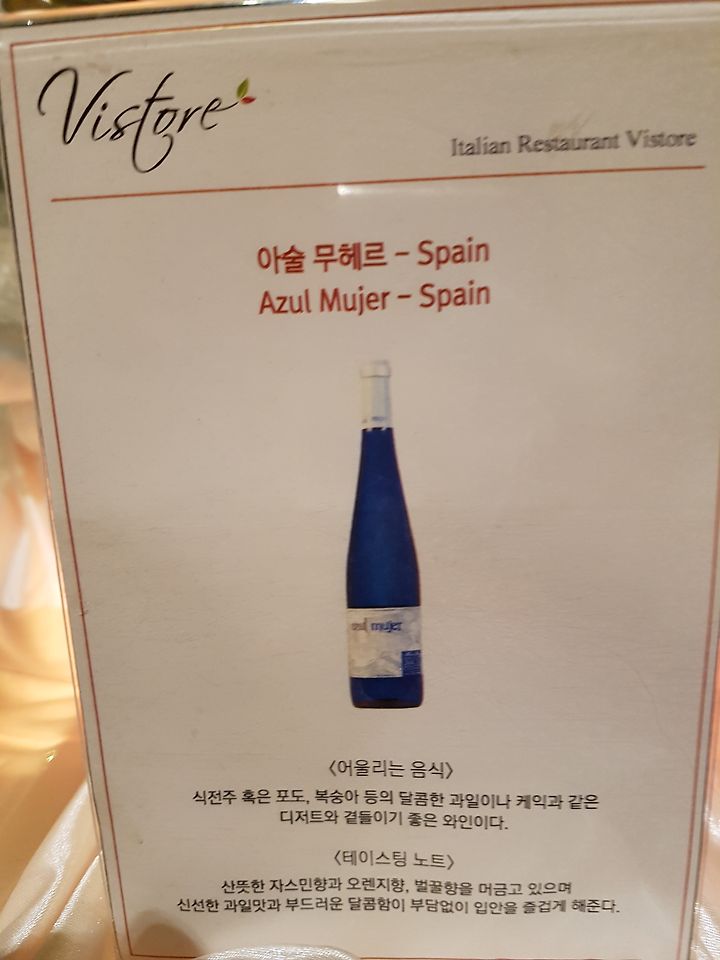 Vistore
Italian Restaurant Vistore
아술 무헤르 – Spain
Azul Mujer – Spain
azul mujer
<어울리는 음식>
식전주 혹은 포도, 복숭아 등의 달콤한 과일이나 케익과 같은
디저트와 곁들이기 좋은 와인이다.
<테이스팅 노트>
산뜻한 자스민향과 오렌지향, 벌꿀향을 머금고 있으며
신선한 과일맛과 부드러운 달콤함이 부담없이 입안을 즐겁게 해준다.